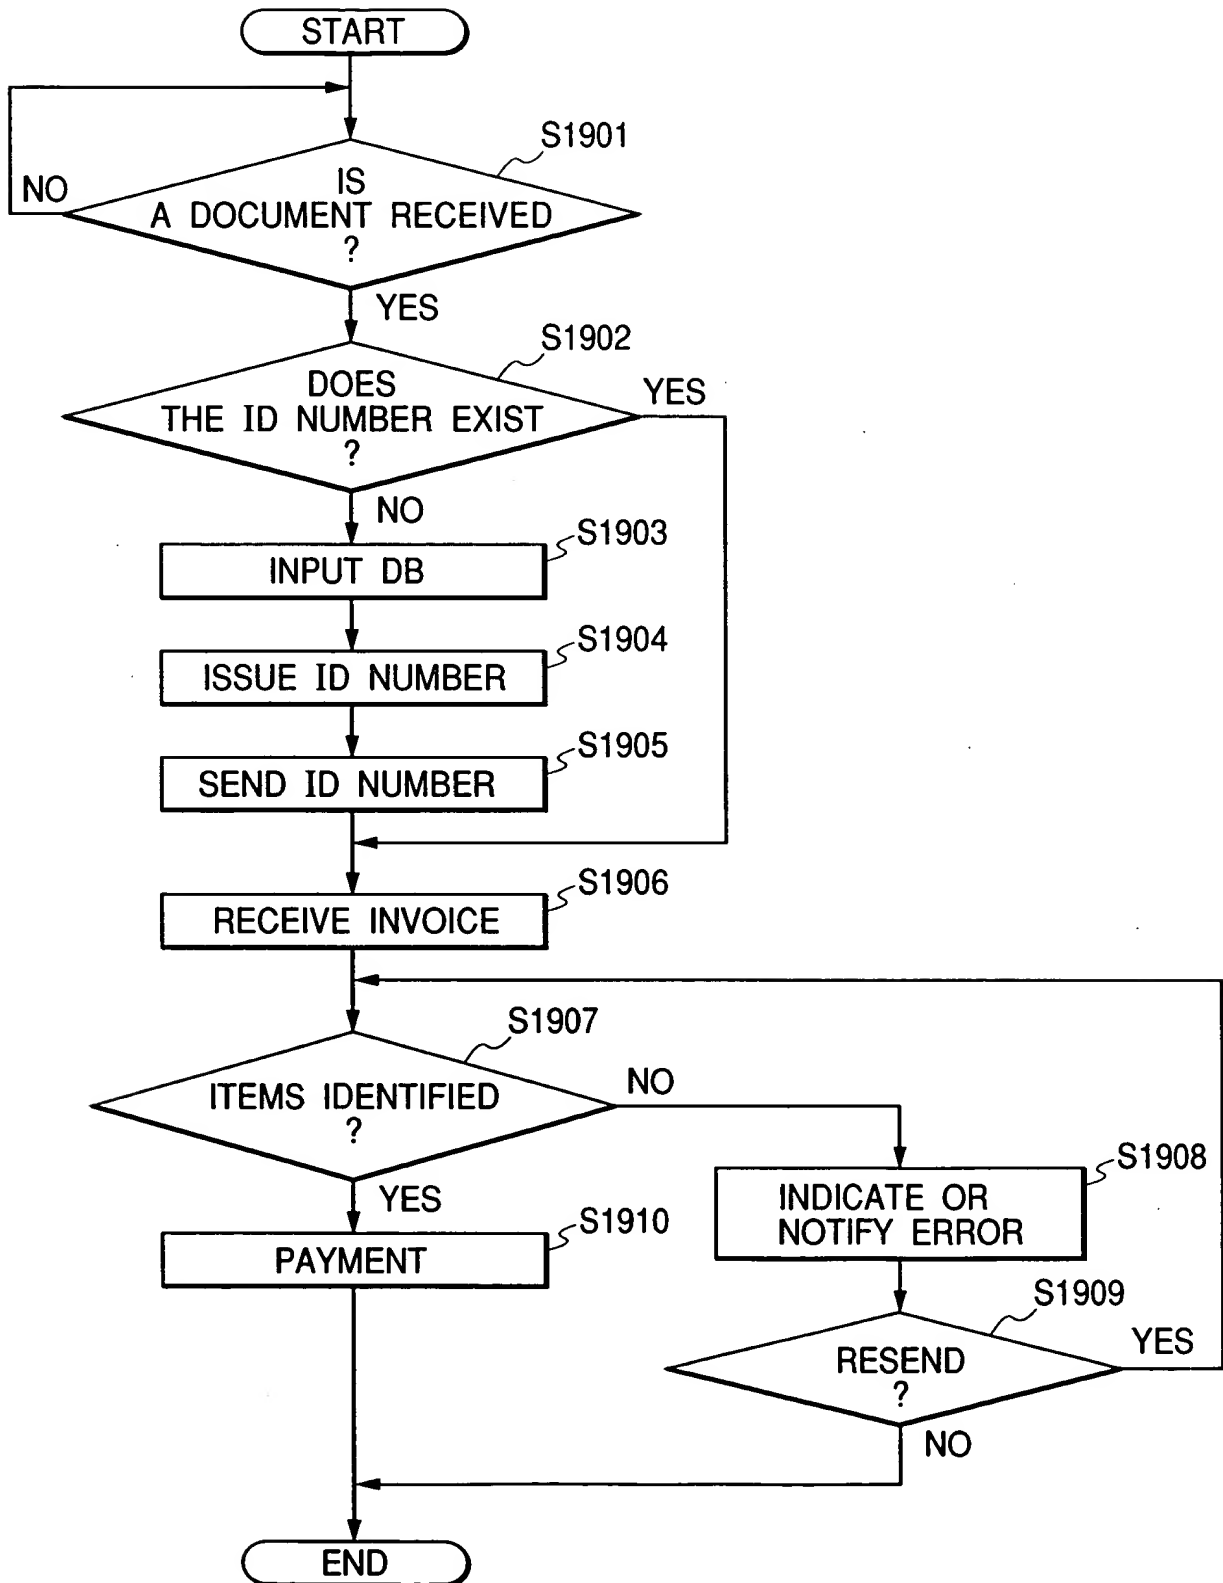 START
S1901
NO
IS
A DOCUMENT RECEIVED
?
YES
S1902
DOES
THE ID NUMBER EXIST
?
YES
NO
S1903
INPUT DB
S1904
ISSUE ID NUMBER
S1905
SEND ID NUMBER
S1906
RECEIVE INVOICE
S1907
ITEMS IDENTIFIED
?
NO
YES
S1908
INDICATE OR
NOTIFY ERROR
S1910
PAYMENT
S1909
RESEND
?
YES
NO
END